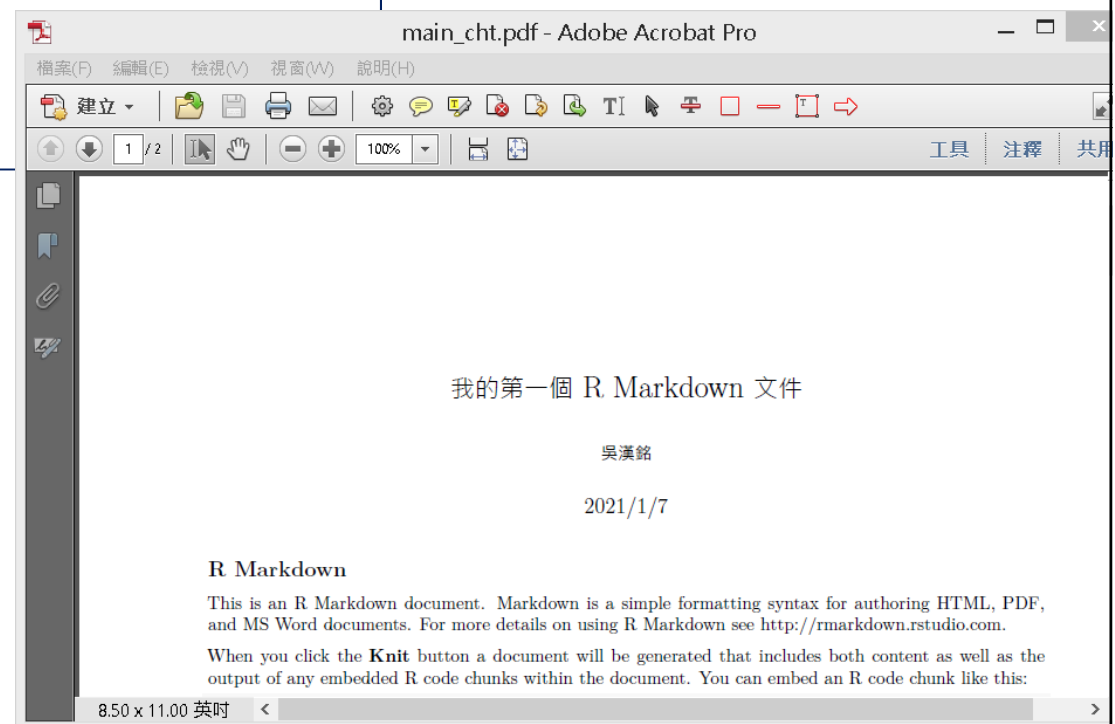 main_cht.pdf - Adobe Acrobat Pro
檔案(F) 編輯(E) 檢視(V) 視窗(W) 說明(H)
建立
1 / 2 100% 工具 注釋 共用
我的第一個 R Markdown 文件
吳漢銘
2021/1/7
R Markdown
This is an R Markdown document. Markdown is a simple formatting syntax for authoring HTML, PDF,
and MS Word documents. For more details on using R Markdown see http://rmarkdown.rstudio.com.
When you click the Knit button a document will be generated that includes both content as well as the
output of any embedded R code chunks within the document. You can embed an R code chunk like this:
8.50 x 11.00 英吋